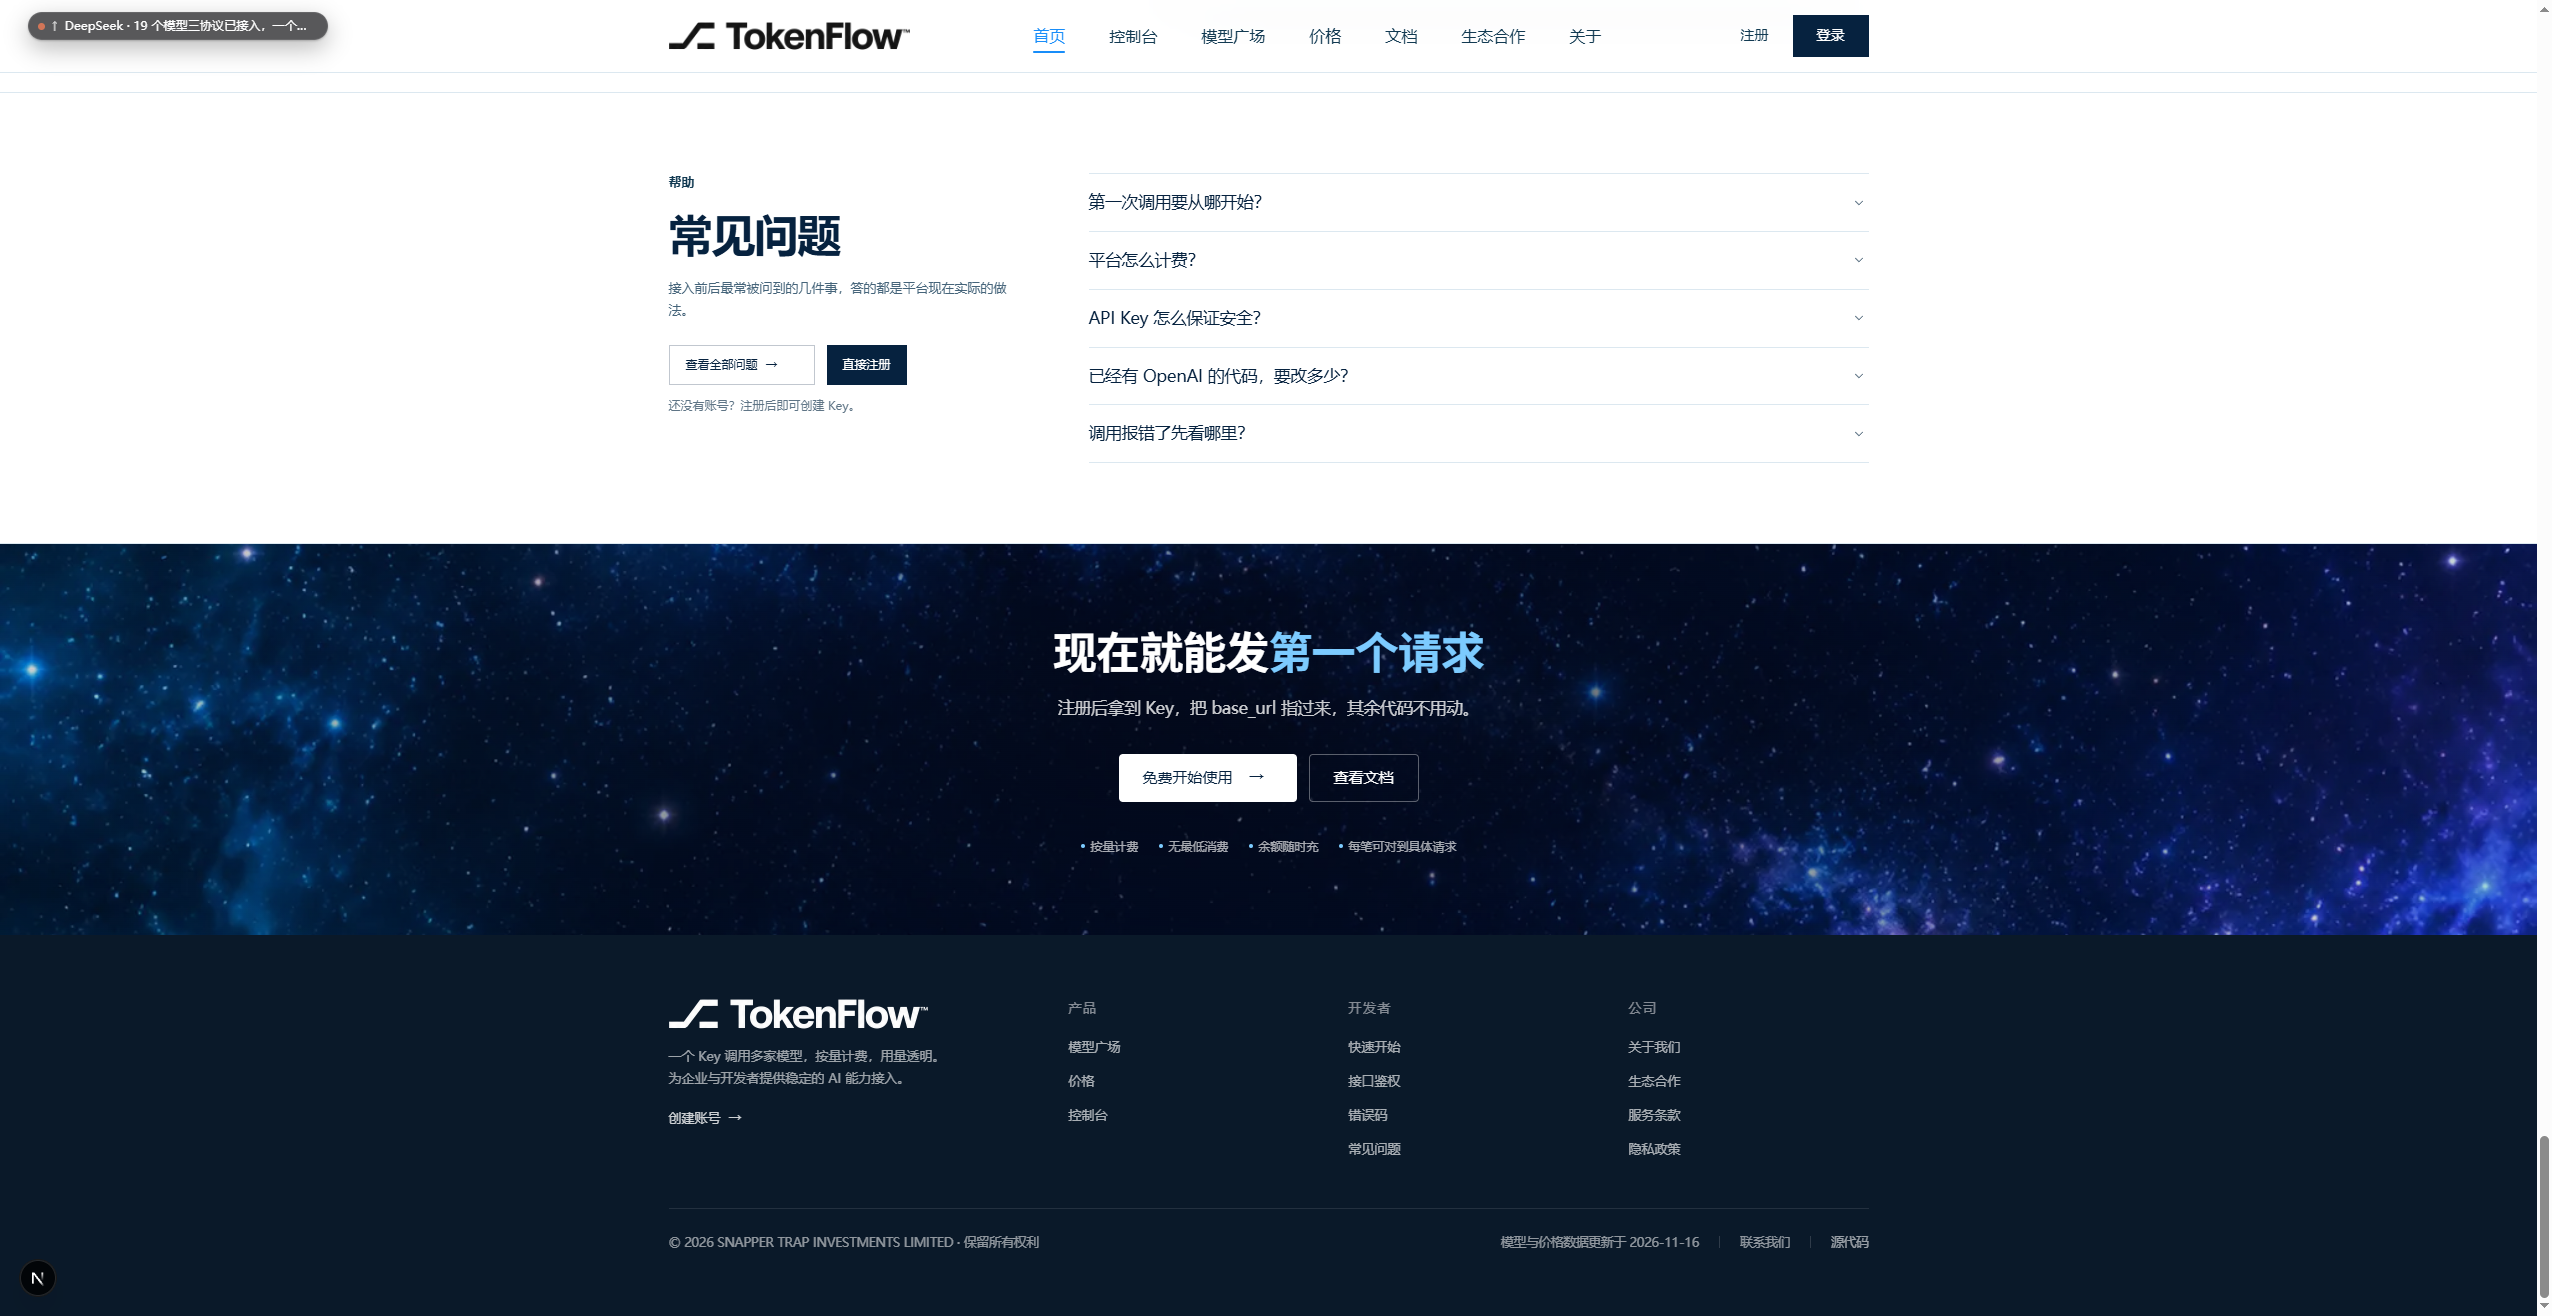 DeepSeek · 19 个模型三协议已接入，一个...
TokenFlow™
首页
控制台
模型广场
价格
文档
生态合作
关于
注册
登录
帮助
常见问题
接入前后最常被问到的几件事，答的都是平台现在实际的做
法。
查看全部问题 →
直接注册
还没有账号？注册后即可创建 Key。
第一次调用要从哪开始？
平台怎么计费？
API Key 怎么保证安全？
已经有 OpenAI 的代码，要改多少？
调用报错了先看哪里？
现在就能发第一个请求
注册后拿到 Key，把 base_url 指过来，其余代码不用动。
免费开始使用 →
查看文档
按量计费
无最低消费
余额随时充
每笔可对到具体请求
TokenFlow™
一个 Key 调用多家模型，按量计费，用量透明。
为企业与开发者提供稳定的 AI 能力接入。
创建账号 →
产品
模型广场
价格
控制台
开发者
快速开始
接口鉴权
错误码
常见问题
公司
关于我们
生态合作
服务条款
隐私政策
© 2026 SNAPPER TRAP INVESTMENTS LIMITED · 保留所有权利
模型与价格数据更新于 2026-11-16
联系我们
源代码
N